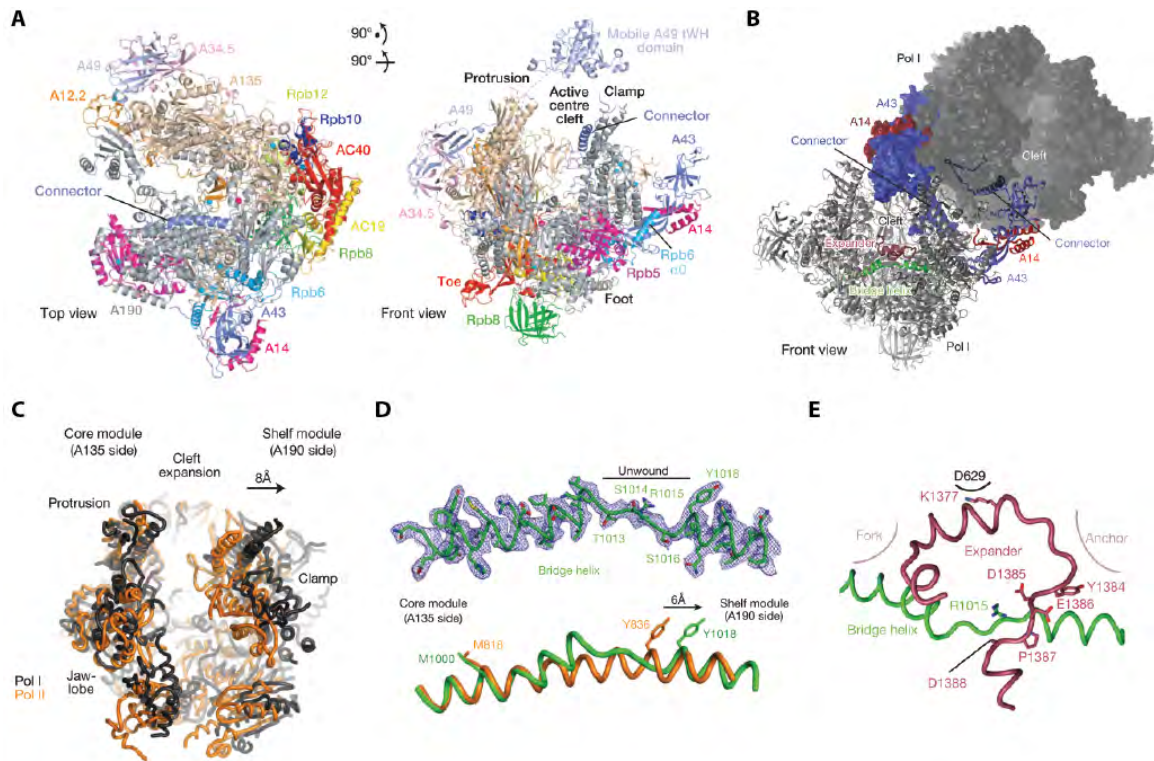 A
A49
A34.5
A12.2
A135
Rpb12
Rpb10
AC40
Connector
AC19
Rpb8
Rpb6
A190
A43
Top view
A14
90°
90°
Mobile A49 tWH
domain
Protrusion
Active
centre
cleft
Clamp
Connector
A49
A43
A34.5
A14
Rpb6
α0
Rpb5
Toe
Foot
Front view
Rpb8
B
Pol I
A43
A14
Connector
Cleft
Cleft
Expander
Connector
A14
Bridge helix
A43
Pol I
Front view
C
Core module
(A135 side)
Cleft
expansion
Shelf module
(A190 side)
8Å
Protrusion
Clamp
Jaw-
lobe
Pol I
Pol II
D
Unwound
Y1018
S1014
R1015
T1013
S1016
Bridge helix
Core module
(A135 side)
6Å
Shelf module
(A190 side)
Y836
Y1018
M818
M1000
E
D629
K1377
Fork
Expander
Anchor
D1385
Y1384
R1015
E1386
Bridge helix
P1387
D1388